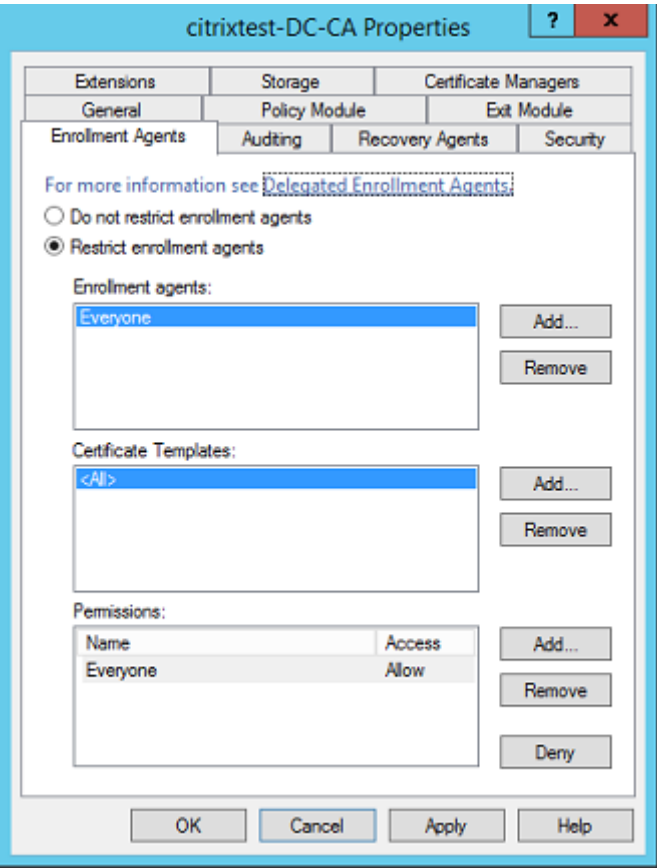 citrixtest-DC-CA Properties
?
x
Extensions
Storage
Certificate Managers
General
Policy Module
Exit Module
Enrollment Agents
Auditing
Recovery Agents
Security
For more information see Delegated Enrollment Agents.
Do not restrict enrollment agents
Restrict enrollment agents
Enrollment agents:
Everyone
Add...
Remove
Certificate Templates:
<All>
Add...
Remove
Permissions:
Name Access
Everyone Allow
Add...
Remove
Deny
OK
Cancel
Apply
Help